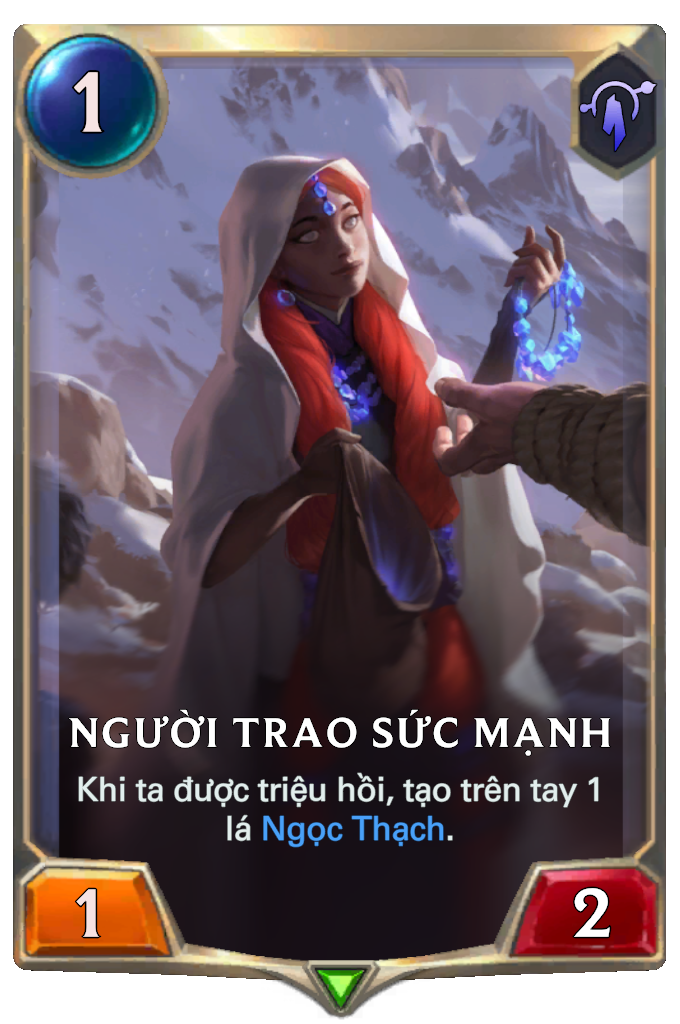 1
NGƯỜI TRAO SỨC MẠNH
Khi ta được triệu hồi, tạo trên tay 1
lá Ngọc Thạch.
1
2